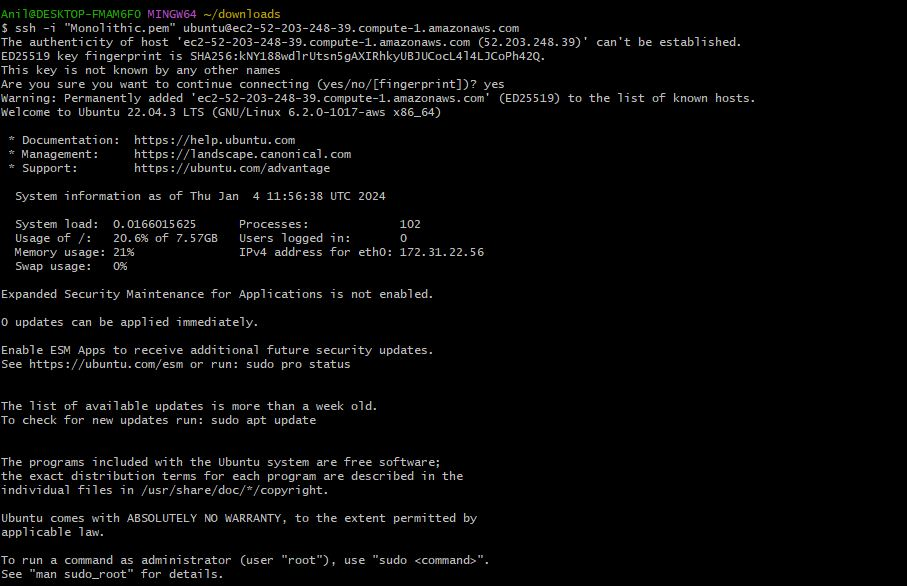 Anil@DESKTOP-FMAM6FO MINGW64 ~/downloads
$ ssh -i "Monolithic.pem" ubuntu@ec2-52-203-248-39.compute-1.amazonaws.com
The authenticity of host 'ec2-52-203-248-39.compute-1.amazonaws.com (52.203.248.39)' can't be established.
ED25519 key fingerprint is SHA256:kNY188wdlrUtsn5gAXIRhkyUBJUCocL4l4LJCoPh42Q.
This key is not known by any other names
Are you sure you want to continue connecting (yes/no/[fingerprint])? yes
Warning: Permanently added 'ec2-52-203-248-39.compute-1.amazonaws.com' (ED25519) to the list of known hosts.
Welcome to Ubuntu 22.04.3 LTS (GNU/Linux 6.2.0-1017-aws x86_64)
* Documentation:  https://help.ubuntu.com
* Management:     https://landscape.canonical.com
* Support:        https://ubuntu.com/advantage
System information as of Thu Jan  4 11:56:38 UTC 2024
System load:  0.0166015625      Processes:             102
Usage of /:   20.6% of 7.57GB   Users logged in:       0
Memory usage: 21%               IPv4 address for eth0: 172.31.22.56
Swap usage:   0%
Expanded Security Maintenance for Applications is not enabled.
0 updates can be applied immediately.
Enable ESM Apps to receive additional future security updates.
See https://ubuntu.com/esm or run: sudo pro status
The list of available updates is more than a week old.
To check for new updates run: sudo apt update
The programs included with the Ubuntu system are free software;
the exact distribution terms for each program are described in the
individual files in /usr/share/doc/*/copyright.
Ubuntu comes with ABSOLUTELY NO WARRANTY, to the extent permitted by
applicable law.
To run a command as administrator (user "root"), use "sudo <command>".
See "man sudo_root" for details.